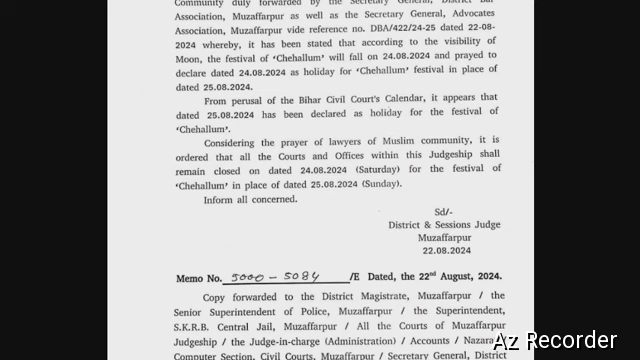 Community duly forwarded by the Secretary General, District Bar
Association, Muzaffarpur as well as the Secretary General, Advocates
Association, Muzaffarpur vide reference no. DBA/422/24-25 dated 22-08-
2024 whereby, it has been stated that according to the visibility of
Moon, the festival of ‘Chehallum’ will fall on 24.08.2024 and prayed to
declare dated 24.08.2024 as holiday for ‘Chehallum’ festival in place of
dated 25.08.2024.
From perusal of the Bihar Civil Court’s Calendar, it appears that
dated 25.08.2024 has been declared as holiday for the festival of
‘Chehallum’.
Considering the prayer of lawyers of Muslim community, it is
ordered that all the Courts and Offices within this Judgeship shall
remain closed on dated 24.08.2024 (Saturday) for the festival of
‘Chehallum’ in place of dated 25.08.2024 (Sunday).
Inform all concerned.
Sd/-
District & Sessions Judge
Muzaffarpur
22.08.2024
Memo No. 5000 - 5084 /E Dated, the 22nd August, 2024.
Copy forwarded to the District Magistrate, Muzaffarpur / the
Senior Superintendent of Police, Muzaffarpur / the Superintendent,
S.K.R.B. Central Jail, Muzaffarpur / All the Courts of Muzaffarpur
Judgeship / the Judge-in-charge (Administration) / Accounts /
Computer Section, Civil Courts, Muzaffarpur / Secretary General, District
Az Recorder